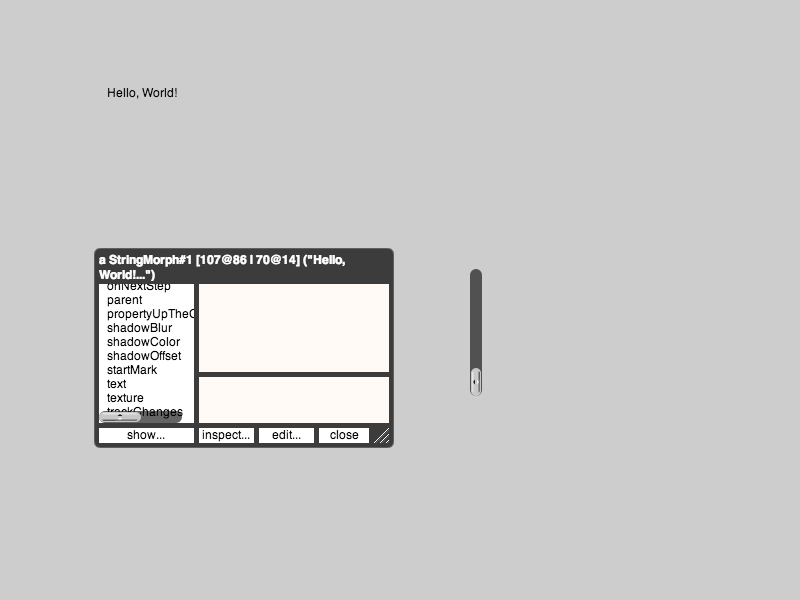 Hello, World!
a StringMorph#1 [107@86 | 70@14] ("Hello,
World!...")
onNextStep
parent
propertyUpTheC
shadowBlur
shadowColor
shadowOffset
startMark
text
texture
trackChanges
show...
inspect...
edit...
close